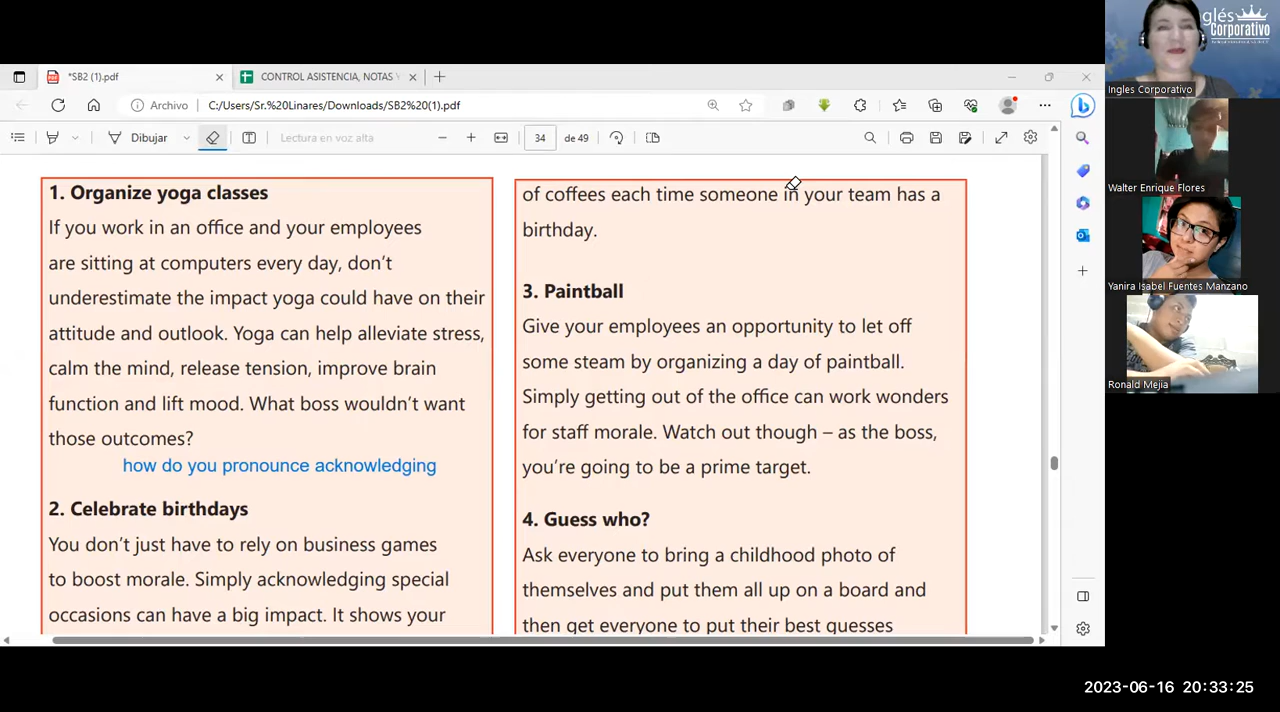 *SB2 (1).pdf
CONTROL ASISTENCIA, NOTAS Y
Archivo
C:/Users/Sr.%20Linares/Downloads/SB2%20(1).pdf
Dibujar
Lectura en voz alta
34
de 49
1. Organize yoga classes
If you work in an office and your employees
are sitting at computers every day, don't
underestimate the impact yoga could have on their
attitude and outlook. Yoga can help alleviate stress,
calm the mind, release tension, improve brain
function and lift mood. What boss wouldn't want
those outcomes?
how do you pronounce acknowledging
2. Celebrate birthdays
You don't just have to rely on business games
to boost morale. Simply acknowledging special
occasions can have a big impact. It shows your
of coffees each time someone in your team has a
birthday.
3. Paintball
Give your employees an opportunity to let off
some steam by organizing a day of paintball.
Simply getting out of the office can work wonders
for staff morale. Watch out though – as the boss,
you're going to be a prime target.
4. Guess who?
Ask everyone to bring a childhood photo of
themselves and put them all up on a board and
then get everyone to put their best guesses
glés
Corporativo
Ingles Corporativo
Walter Enrique Flores
Yanira Isabel Fuentes Manzano
Ronald Mejia
2023-06-16 20:33:25